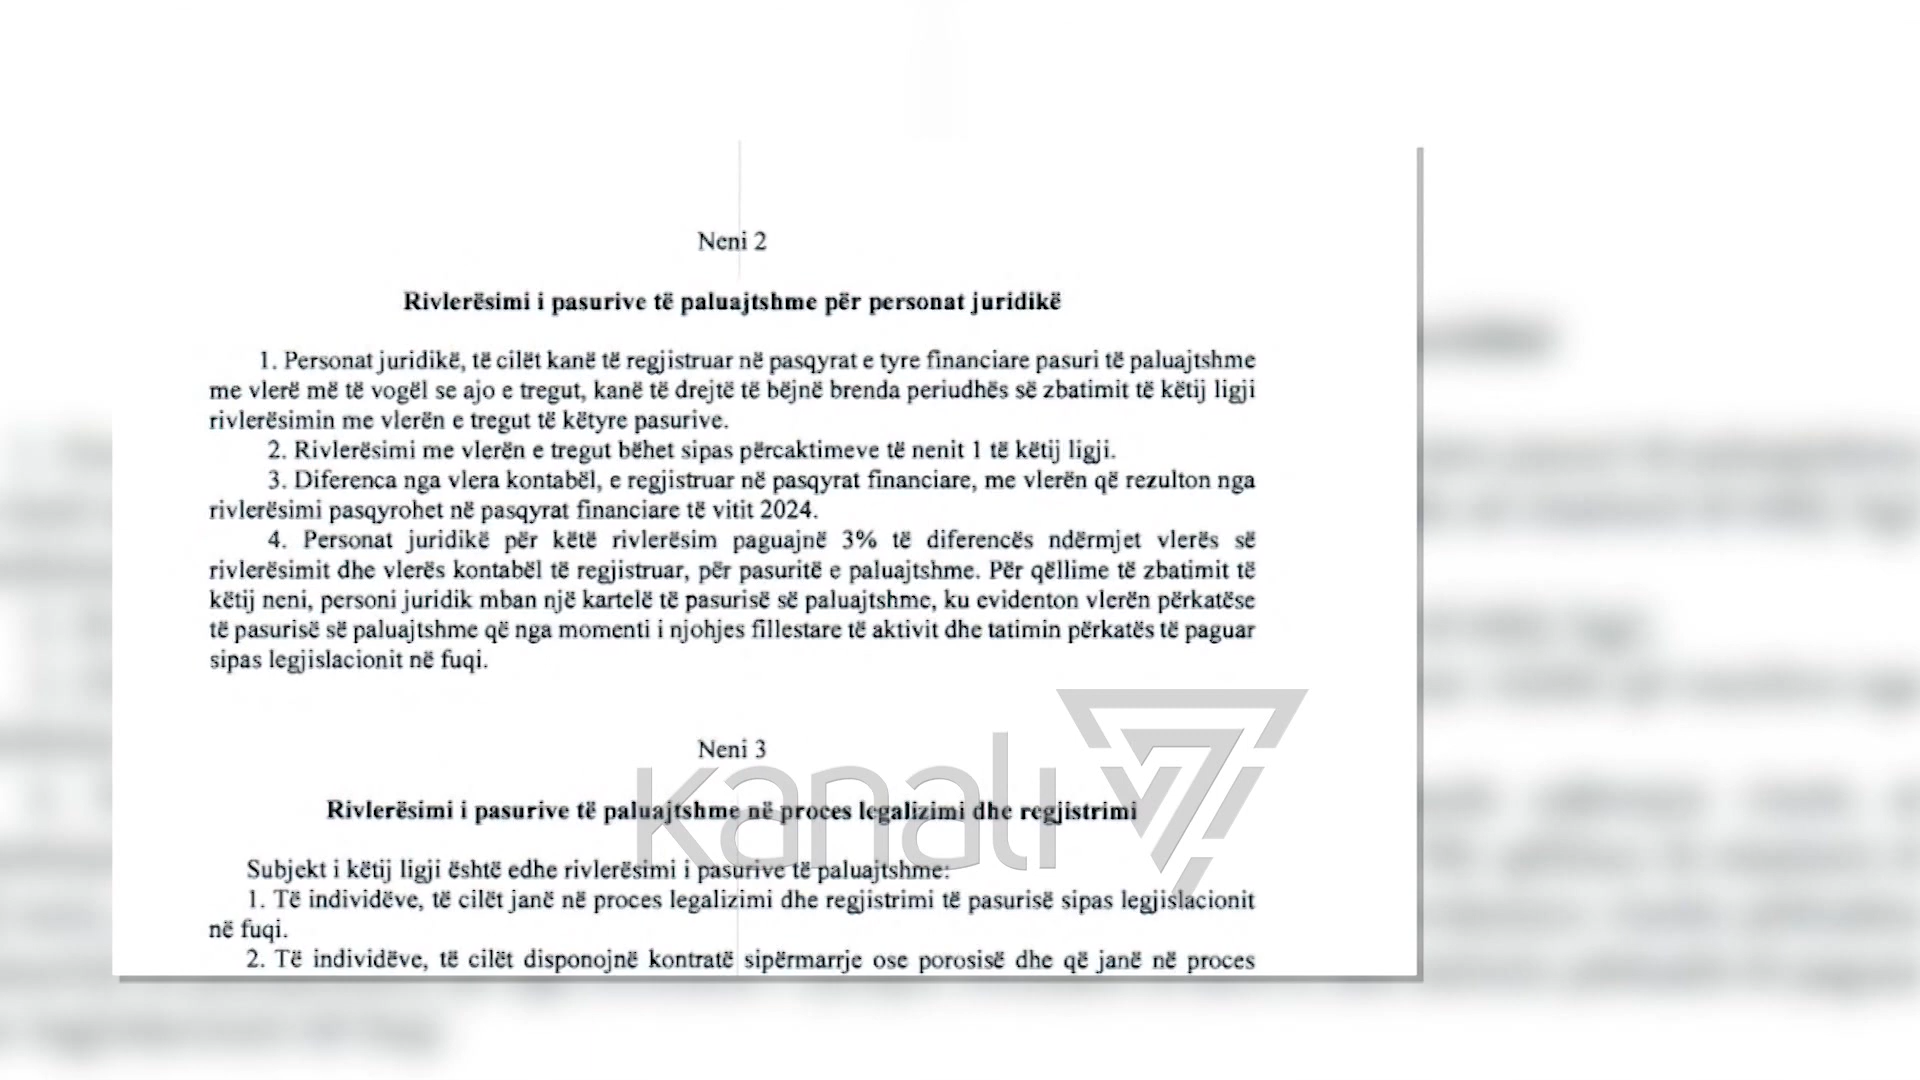 Neni 2
Rivlerësimi i pasurive të paluajtshme për personat juridikë
1. Personat juridikë, të cilët kanë të regjistruar në pasqyrat e tyre financiare pasuri të paluajtshme
me vlerë më të vogël se ajo e tregut, kanë të drejtë të bëjnë brenda periudhës së zbatimit të këtij ligji
rivlerësimin me vlerën e tregut të këtyre pasurive.
2. Rivlerësimi me vlerën e tregut bëhet sipas përcaktimeve të nenit 1 të këtij ligji.
3. Diferenca nga vlera kontabël, e regjistruar në pasqyrat financiare, me vlerën që rezulton nga
rivlerësimi pasqyrohet në pasqyrat financiare të vitit 2024.
4. Personat juridikë për këtë rivlerësim paguajnë 3% të diferencës ndërmjet vlerës së
rivlerësimit dhe vlerës kontabël të regjistruar, për pasuritë e paluajtshme. Për qëllime të zbatimit të
këtij neni, personi juridik mban një kartelë të pasurisë së paluajtshme, ku evidenton vlerën përkatëse
të pasurisë së paluajtshme që nga momenti i njohjes fillestare të aktivit dhe tatimin përkatës të paguar
sipas legjislacionit në fuqi.
Neni 3
kanali 7
Rivlerësimi i pasurive të paluajtshme në proces legalizimi dhe regjistrimi
Subjekt i këtij ligji është edhe rivlerësimi i pasurive të paluajtshme:
1. Të individëve, të cilët janë në proces legalizimi dhe regjistrimi të pasurisë sipas legjislacionit
në fuqi.
2. Të individëve, të cilët disponojnë kontratë sipërmarrje ose porosisë dhe që janë në proces